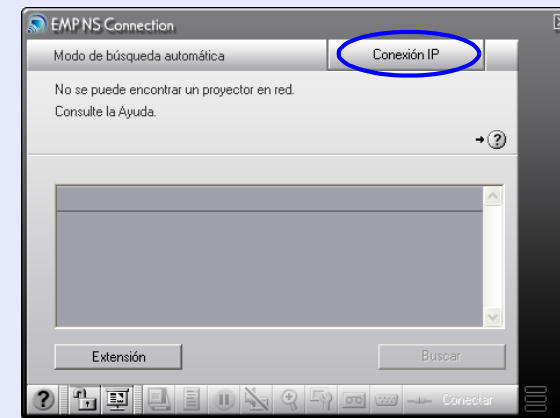 EMP NS Connection
Modo de búsqueda automática
Conexión IP
No se puede encontrar un proyector en red.
Consulte la Ayuda.
Extensión
Buscar
Conectar